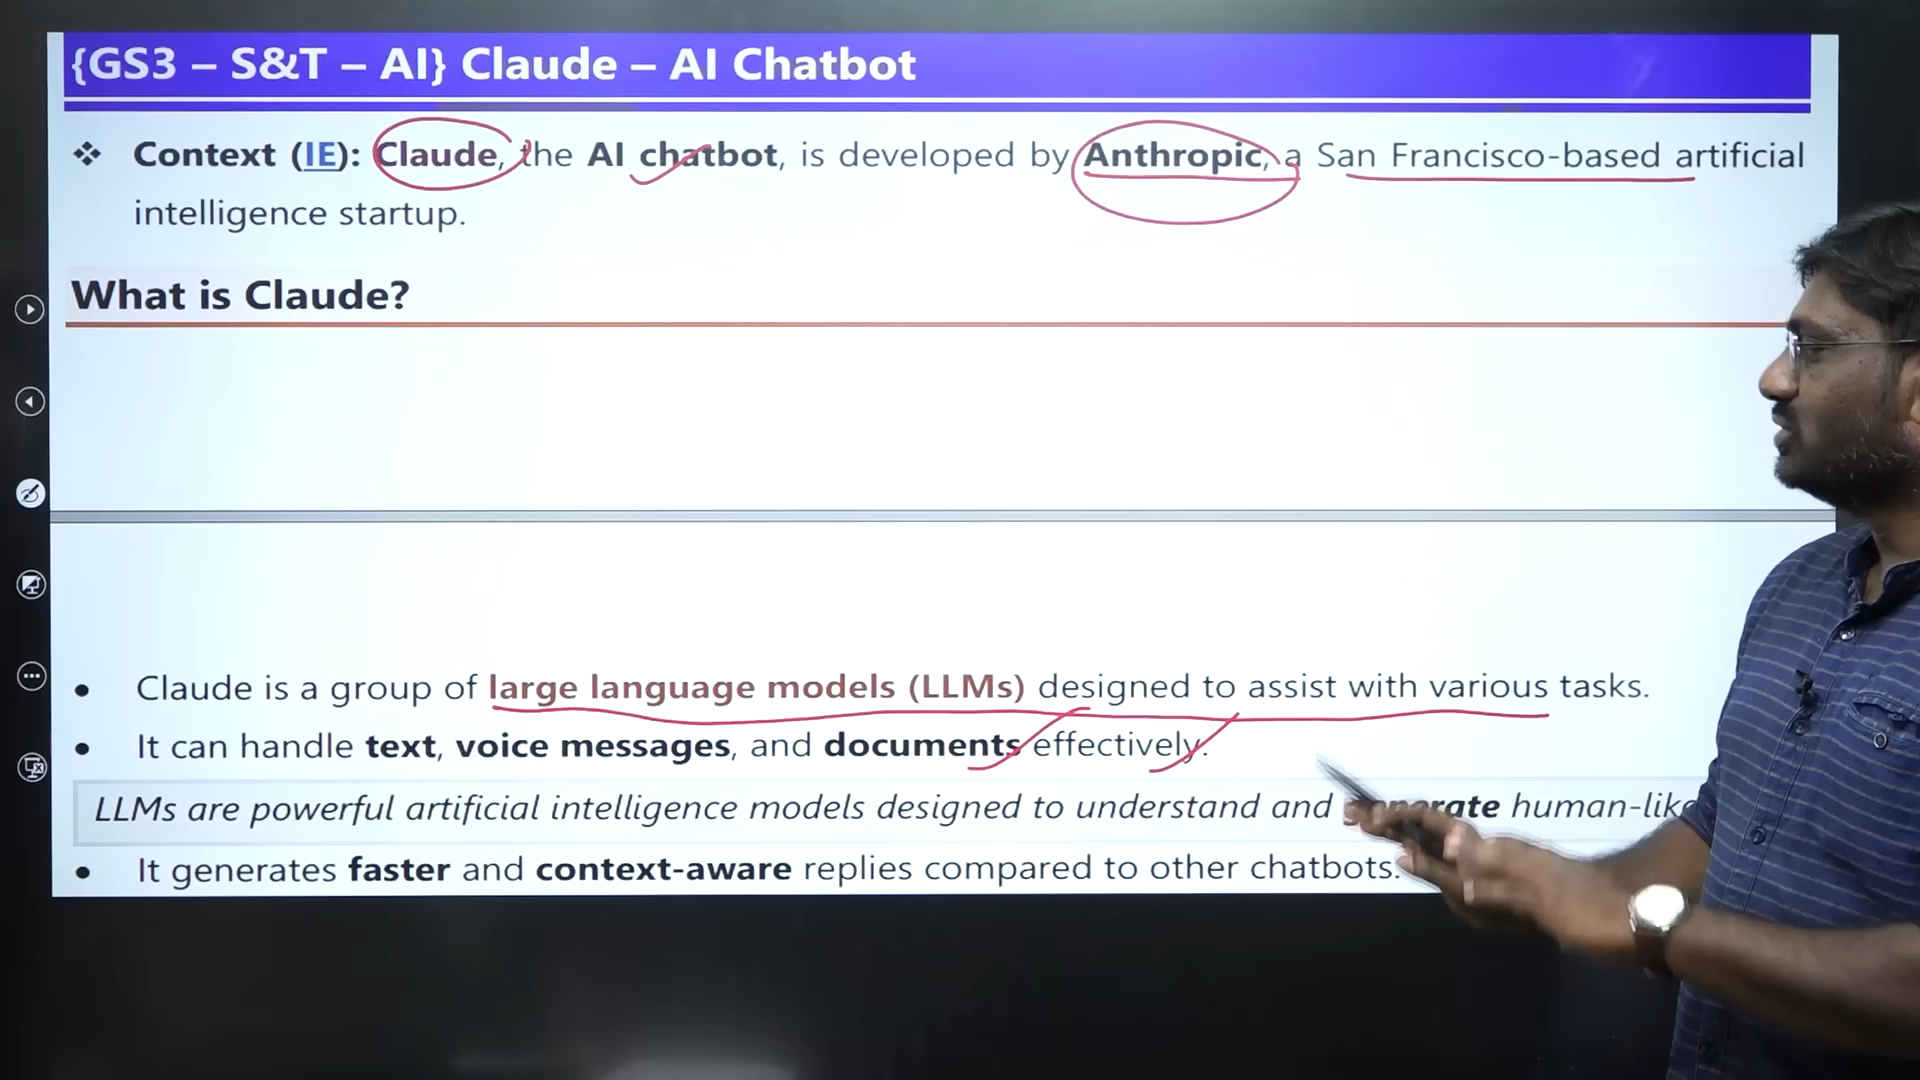 {GS3 – S&T – AI} Claude – AI Chatbot
❖ Context (IE): Claude, the AI chatbot, is developed by Anthropic, a San Francisco-based artificial
intelligence startup.
What is Claude?
• Claude is a group of large language models (LLMs) designed to assist with various tasks.
• It can handle text, voice messages, and documents effectively.
LLMs are powerful artificial intelligence models designed to understand and generate human-like
• It generates faster and context-aware replies compared to other chatbots.